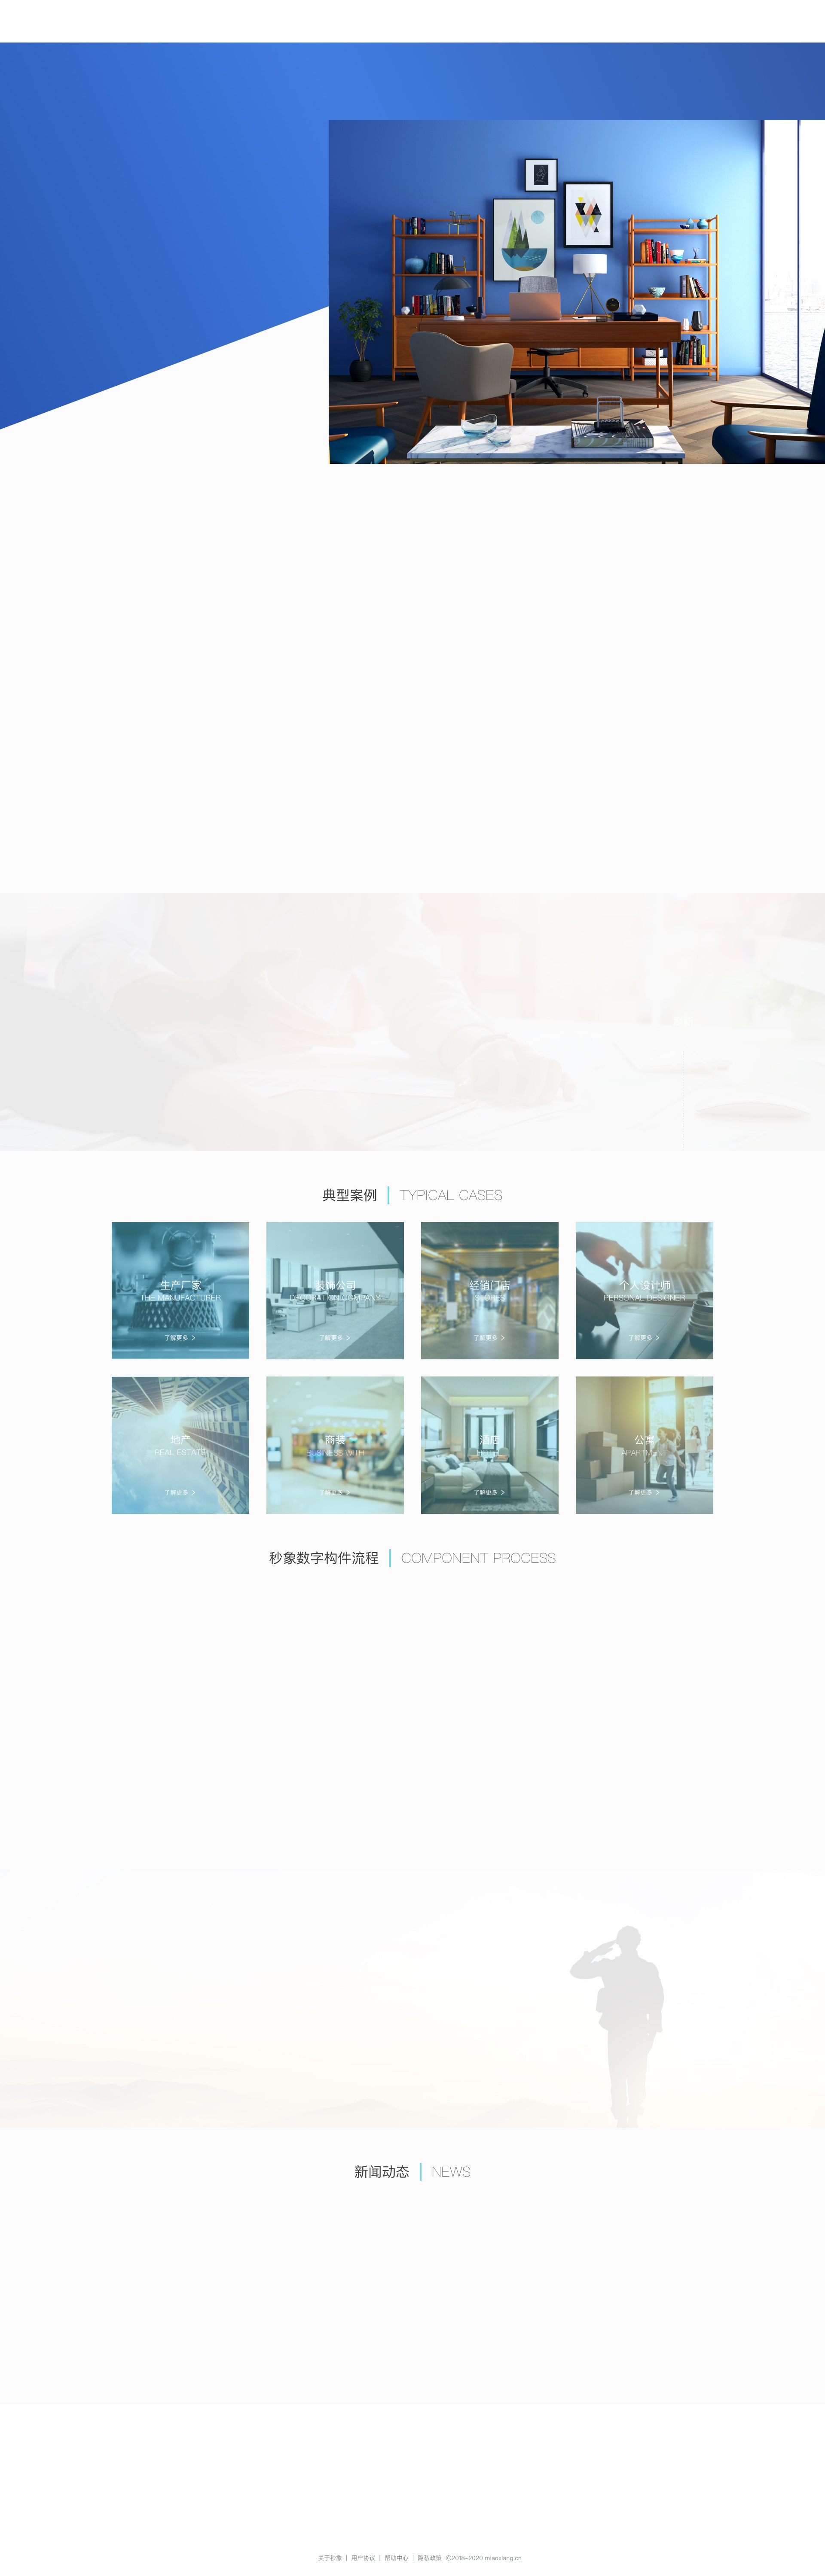 典型案例 | TYPICAL CASES
生产厂家
THE MANUFACTURER
了解更多 >
装饰公司
DECORATION COMPANY
了解更多 >
经销门店
STORES
了解更多 >
个人设计师
PERSONAL DESIGNER
了解更多 >
地产
REAL ESTATE
了解更多 >
商装
BUSINESS WITH
了解更多 >
酒店
了解更多 >
公寓
APARTMENT
了解更多 >
秒象数字构件流程 | COMPONENT PROCESS
新闻动态 | NEWS
关于秒象 | 用户协议 | 帮助中心 | 隐私政策 ©2018-2020 miaoxiang.cn